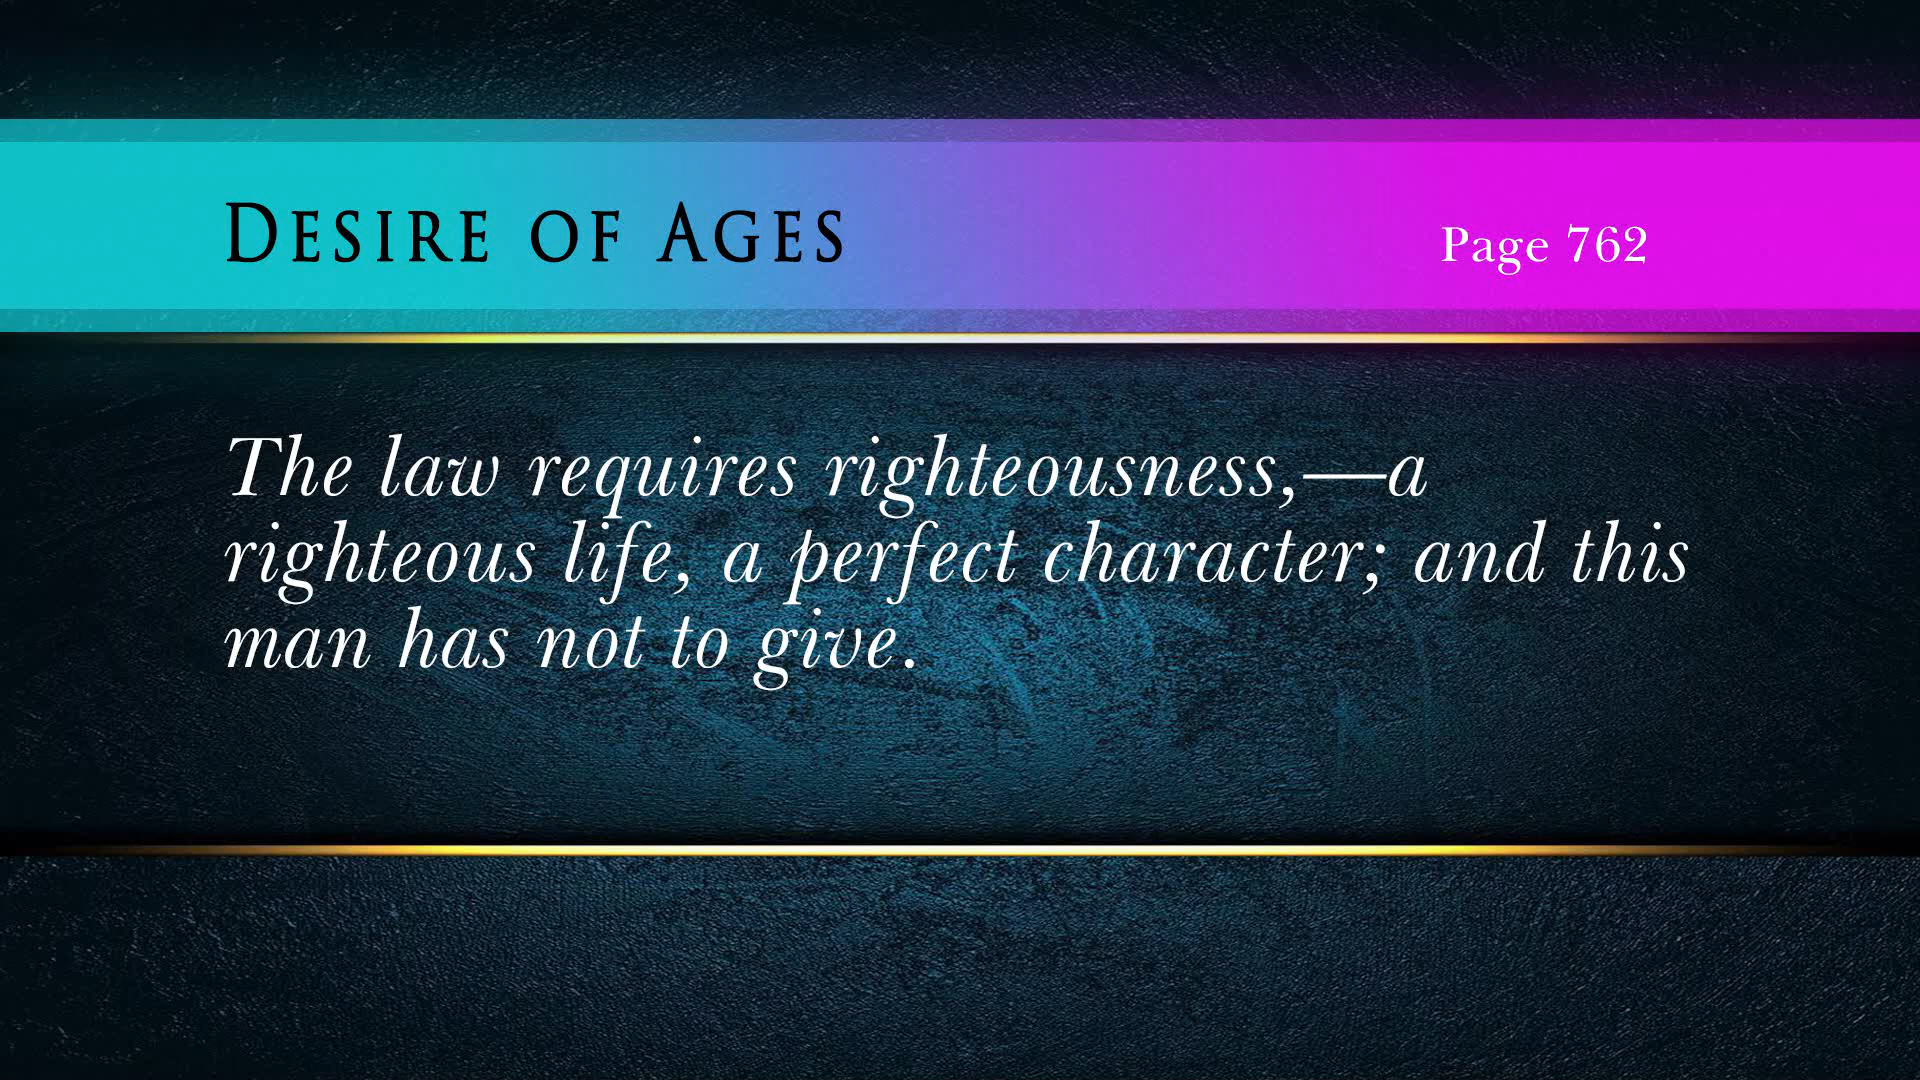 Desire of Ages
Page 762
The law requires righteousness,—a
righteous life, a perfect character; and this
man has not to give.